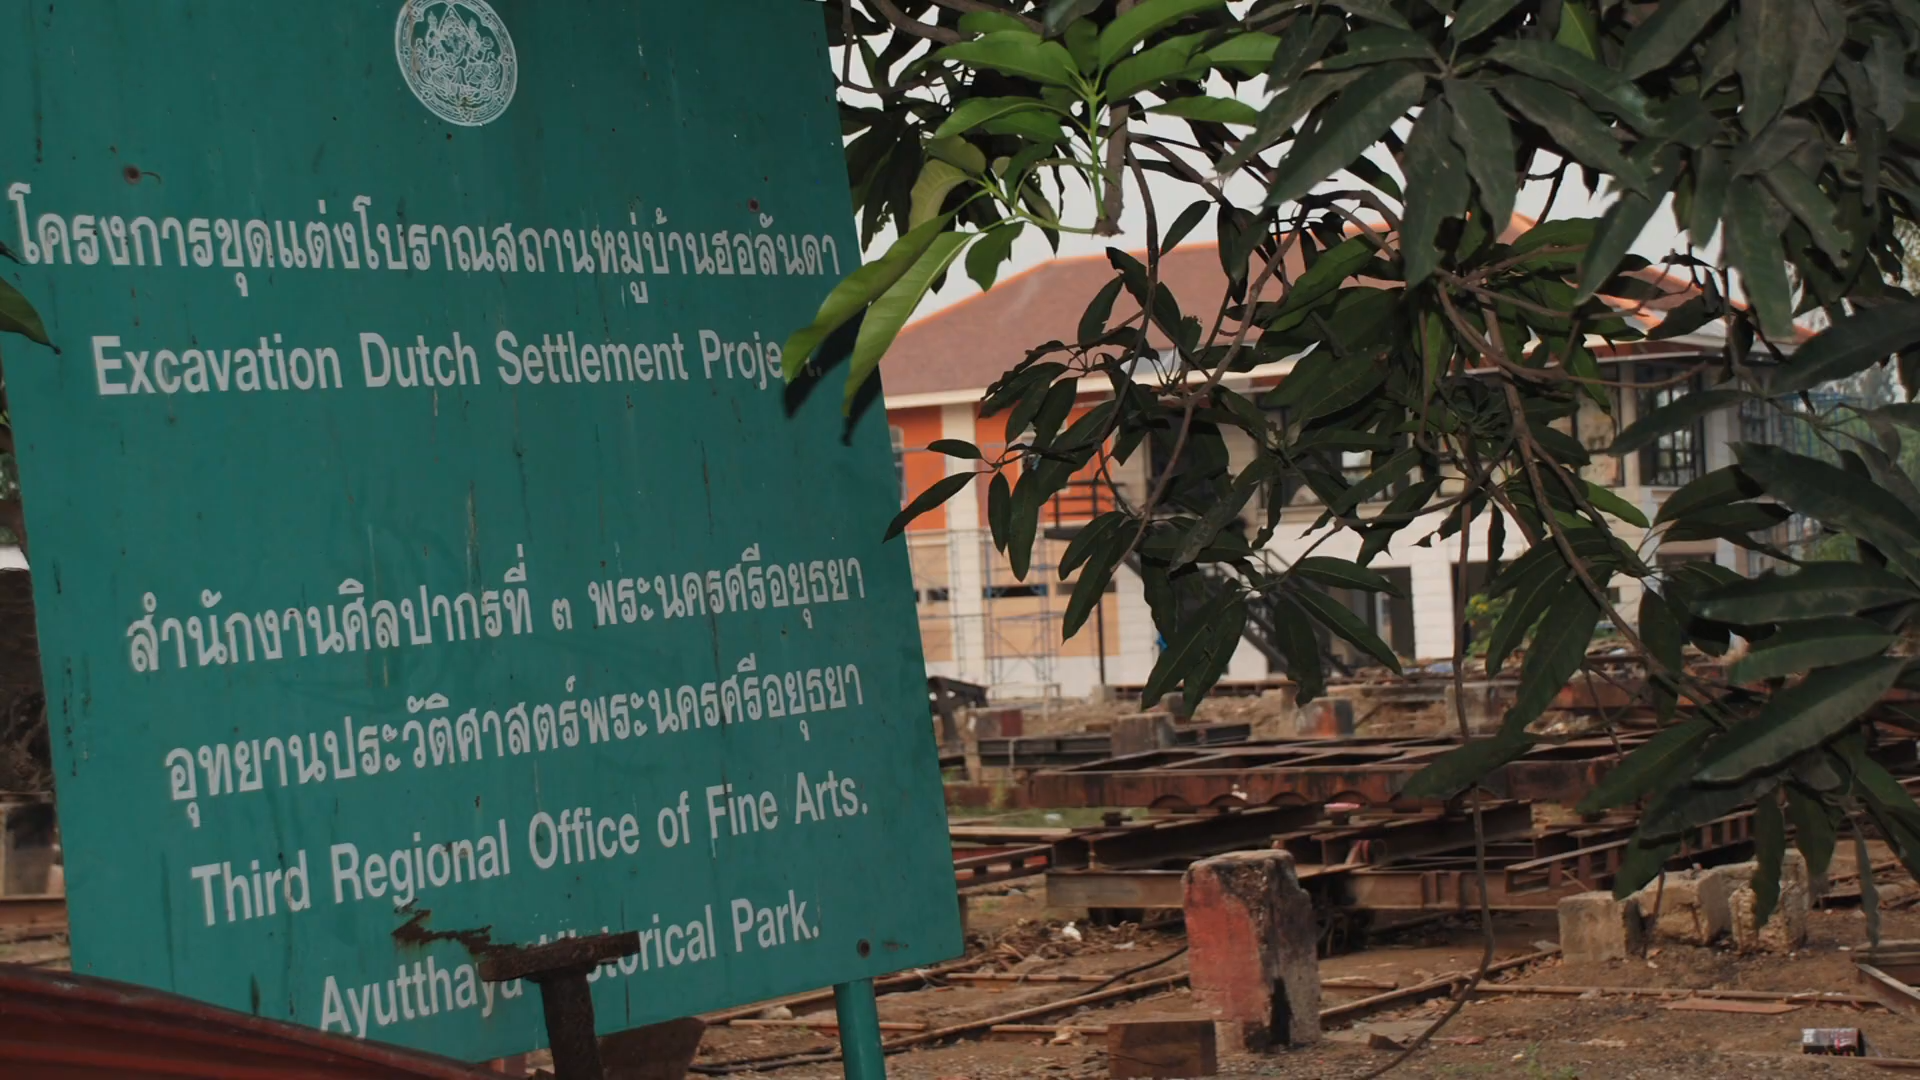 โครงการขุดแต่งโบราณสถานหมู่บ้านฮอลันดา
Excavation Dutch Settlement Project.
สำนักงานศิลปากรที่ ๓ พระนครศรีอยุธยา
อุทยานประวัติศาสตร์พระนครศรีอยุธยา
Third Regional Office of Fine Arts.
Ayutthaya Historical Park.